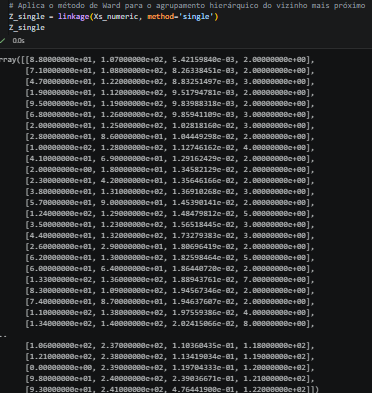 # Aplica o método de Ward para o agrupamento hierárquico do vizinho mais próximo
Z_single = linkage(Xs_numeric, method='single')
Z_single
0.0s
array([[8.80000000e+01, 1.07000000e+02, 5.42159840e-03, 2.00000000e+00],
[7.10000000e+01, 1.08000000e+02, 8.26338451e-03, 2.00000000e+00],
[4.70000000e+01, 1.22000000e+02, 8.83251497e-03, 3.00000000e+00],
[1.90000000e+01, 1.12000000e+02, 9.51794781e-03, 2.00000000e+00],
[9.50000000e+01, 1.19000000e+02, 9.83988318e-03, 2.00000000e+00],
[6.80000000e+01, 1.26000000e+02, 9.85941109e-03, 3.00000000e+00],
[2.00000000e+01, 1.25000000e+02, 1.02818160e-02, 3.00000000e+00],
[2.80000000e+01, 8.60000000e+01, 1.04449298e-02, 2.00000000e+00],
[1.00000000e+01, 1.28000000e+02, 1.12746162e-02, 4.00000000e+00],
[4.10000000e+01, 6.90000000e+01, 1.29162429e-02, 2.00000000e+00],
[2.00000000e+00, 1.80000000e+01, 1.34582129e-02, 2.00000000e+00],
[2.30000000e+01, 4.20000000e+01, 1.35646166e-02, 2.00000000e+00],
[3.80000000e+01, 1.31000000e+02, 1.36910268e-02, 3.00000000e+00],
[5.70000000e+01, 9.00000000e+01, 1.45390141e-02, 2.00000000e+00],
[1.24000000e+02, 1.29000000e+02, 1.48479812e-02, 5.00000000e+00],
[3.50000000e+01, 1.23000000e+02, 1.56518445e-02, 3.00000000e+00],
[4.40000000e+01, 1.32000000e+02, 1.73279383e-02, 3.00000000e+00],
[2.60000000e+01, 2.90000000e+01, 1.80696419e-02, 2.00000000e+00],
[6.20000000e+01, 1.30000000e+02, 1.82598464e-02, 5.00000000e+00],
[6.00000000e+01, 6.40000000e+01, 1.86440720e-02, 2.00000000e+00],
[1.33000000e+02, 1.36000000e+02, 1.88943761e-02, 7.00000000e+00],
[8.30000000e+01, 1.09000000e+02, 1.94567346e-02, 2.00000000e+00],
[7.40000000e+01, 8.70000000e+01, 1.94637607e-02, 2.00000000e+00],
[1.10000000e+02, 1.38000000e+02, 1.97559386e-02, 4.00000000e+00],
[1.34000000e+02, 1.40000000e+02, 2.02415066e-02, 8.00000000e+00],
..
[1.06000000e+02, 2.37000000e+02, 1.10360435e-01, 1.18000000e+02],
[1.21000000e+02, 2.38000000e+02, 1.13419034e-01, 1.19000000e+02],
[0.00000000e+00, 2.39000000e+02, 1.19704333e-01, 1.20000000e+02],
[9.80000000e+01, 2.40000000e+02, 2.39036671e-01, 1.21000000e+02],
[9.30000000e+01, 2.41000000e+02, 4.76441900e-01, 1.22000000e+02]])